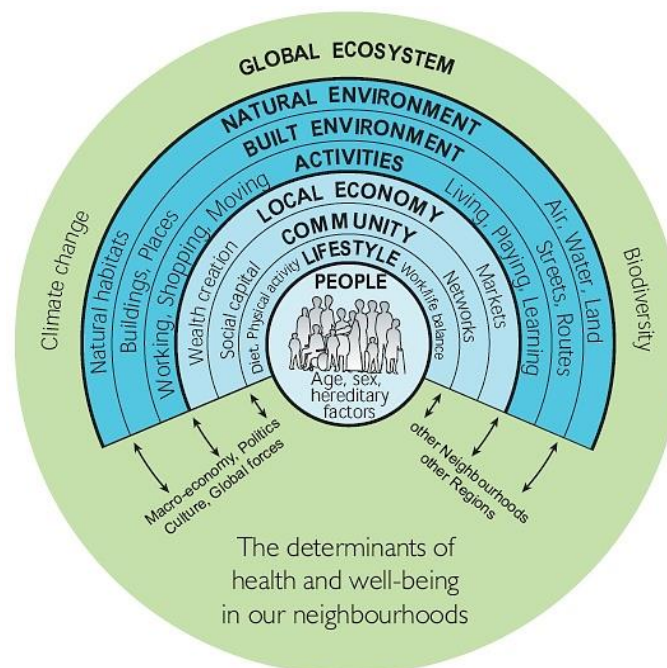 GLOBAL ECOSYSTEM
Climate change
Biodiversity
NATURAL ENVIRONMENT
Natural habitats
Air, Water, Land
BUILT ENVIRONMENT
Buildings, Places
Streets, Routes
ACTIVITIES
Working, Shopping, Moving
Living, Playing, Learning
LOCAL ECONOMY
Wealth creation
Markets
COMMUNITY
Social capital
Networks
LIFESTYLE
Diet. Physical activity
Work/life balance
PEOPLE
Age, sex,
hereditary
factors
Macro-economy, Politics
Culture, Global forces
other Neighbourhoods
other Regions
The determinants of
health and well-being
in our neighbourhoods